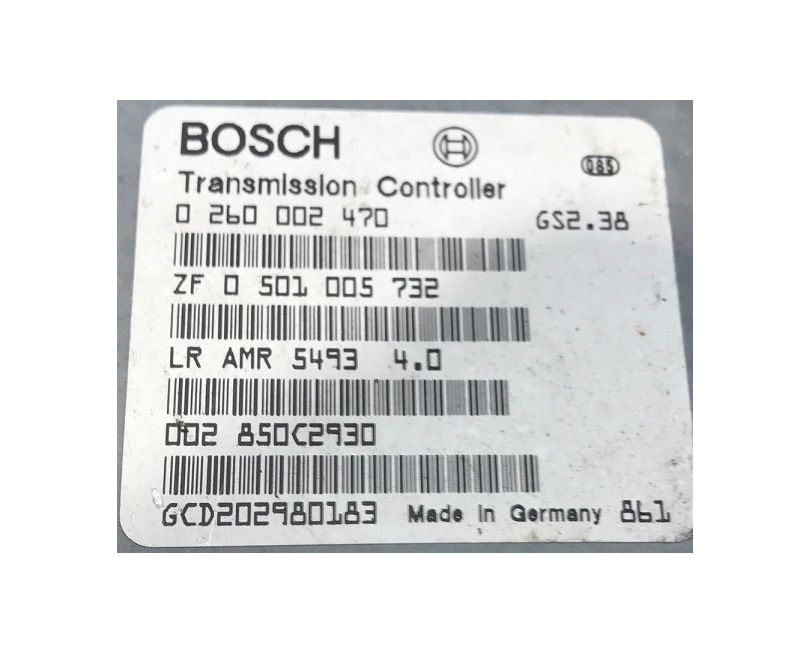 BOSCH
085
Transmission Controller
0 260 002 470 GS2.38
ZF 0 501 005 732
LR AMR 5493 4.0
002 850C2930
GCD202980183 Made in Germany 861